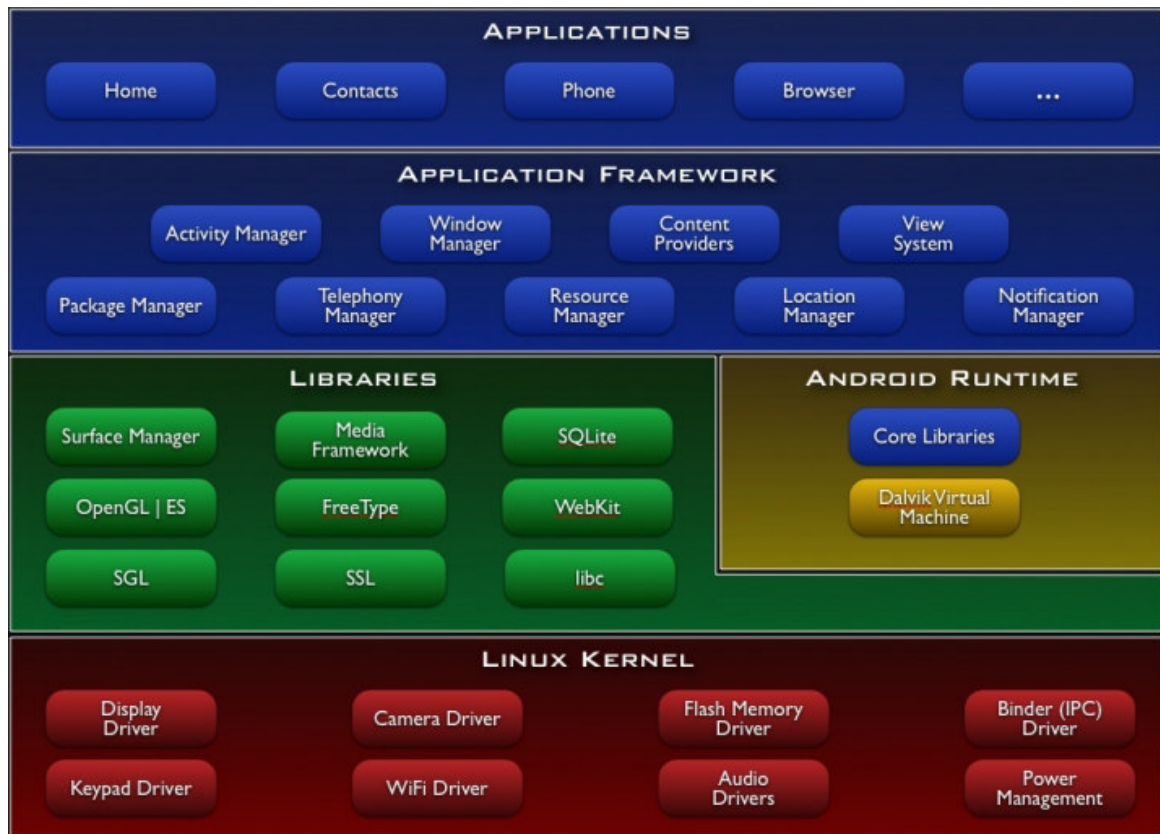 APPLICATIONS
Home
Contacts
Phone
Browser
...
APPLICATION FRAMEWORK
Activity Manager
Window
Manager
Content
Providers
View
System
Package Manager
Telephony
Manager
Resource
Manager
Location
Manager
Notification
Manager
LIBRARIES
Surface Manager
Media
Framework
SQLite
OpenGL | ES
FreeType
WebKit
SGL
SSL
libc
ANDROID RUNTIME
Core Libraries
Dalvik Virtual
Machine
LINUX KERNEL
Display
Driver
Camera Driver
Flash Memory
Driver
Binder (IPC)
Driver
Keypad Driver
WiFi Driver
Audio
Drivers
Power
Management